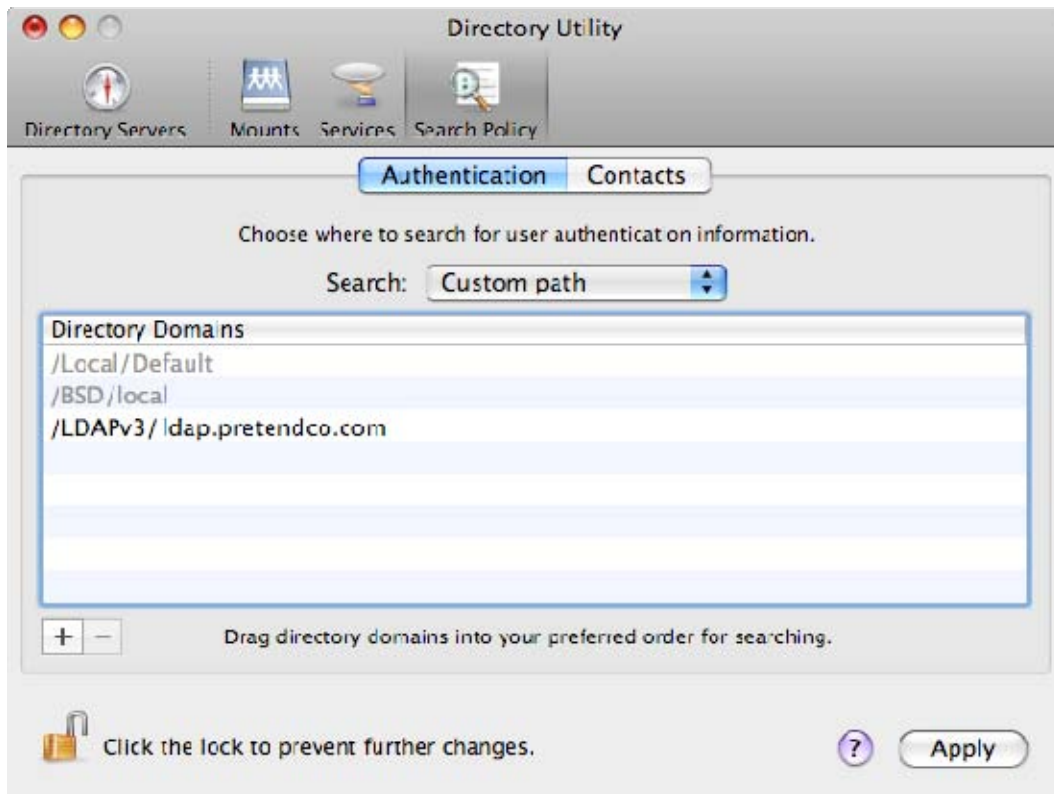 Directory Utility
Directory Servers Mounts Services Search Policy
Authentication Contacts
Choose where to search for user authentication information.
Search: Custom path
Directory Domains
/Local/Default
/BSD/local
/LDAPv3/ldap.pretendco.com
+ −
Drag directory domains into your preferred order for searching.
Click the lock to prevent further changes.
? Apply